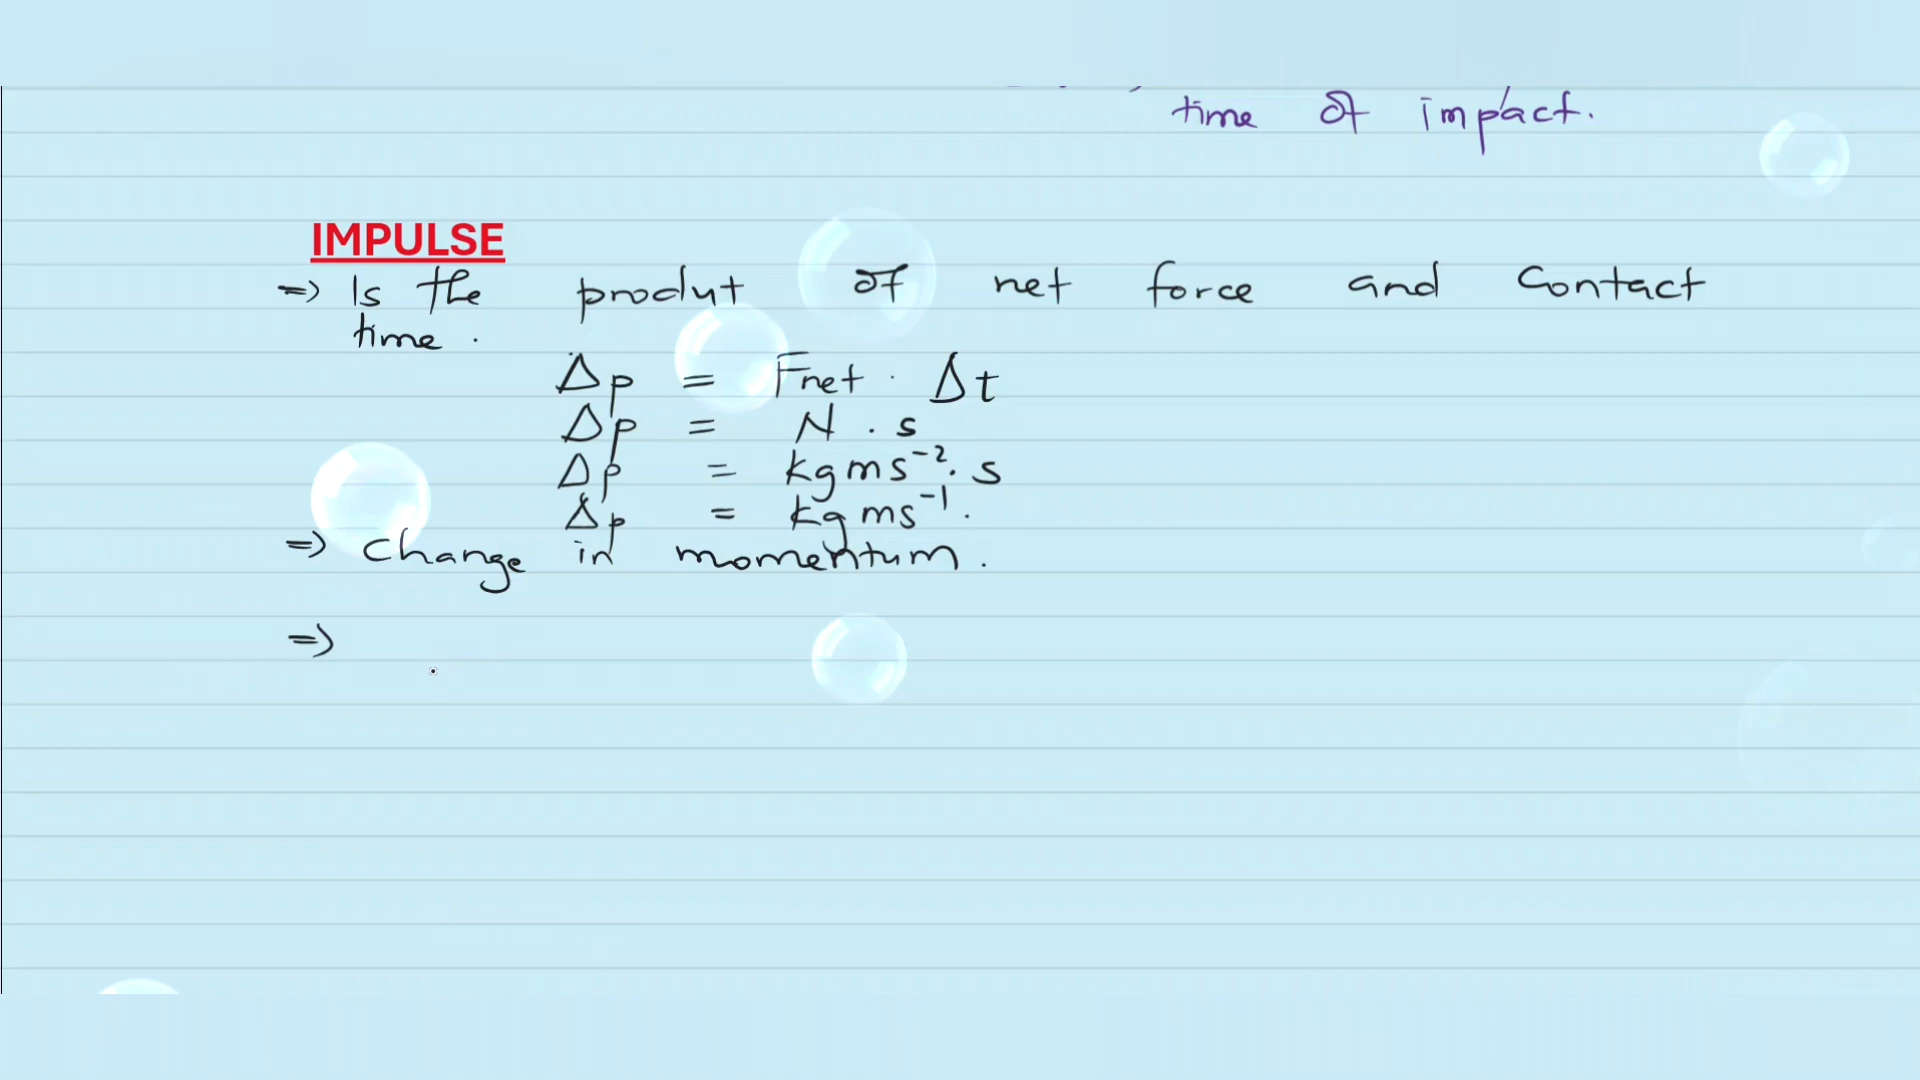 time of impact.
IMPULSE
=> Is the produt of net force and Contact
time.
Δp = Fnet · Δt
Δp = N . s
Δp = kgms⁻². s
Δp = kgms⁻¹.
=> Change in momentum.
=>